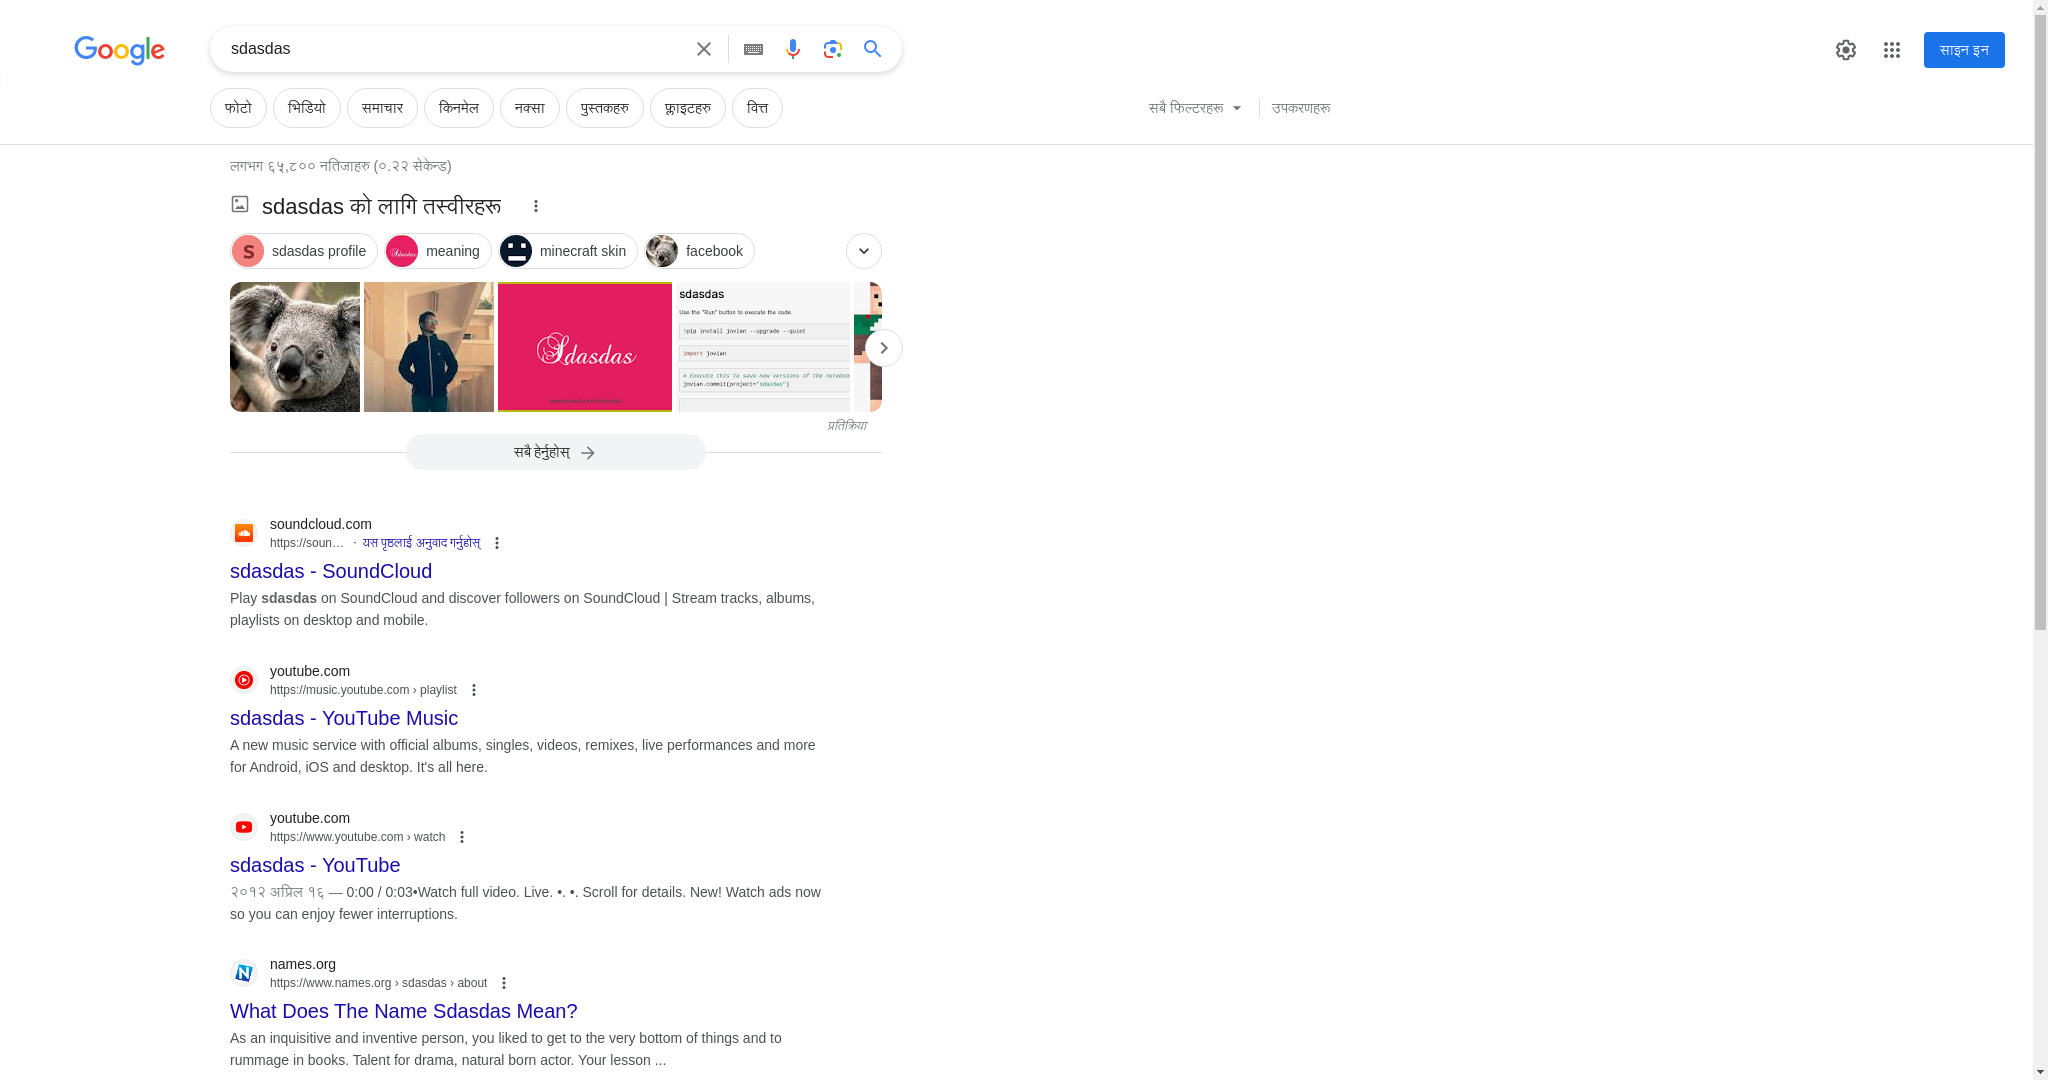 Google
sdasdas
साइन इन
फोटो
भिडियो
समाचार
किनमेल
नक्सा
पुस्तकहरु
फ्लाइटहरु
वित्त
सबै फिल्टरहरू
उपकरणहरू
लगभग ६५,८०० नतिजाहरु (०.२२ सेकेन्ड)
sdasdas को लागि तस्वीरहरू
S
sdasdas profile
Sdasdas
meaning
minecraft skin
facebook
Sdasdas
sdasdas
Use the "Run" button to execute the code.
!pip install jovian --upgrade --quiet
import jovian
# Execute this to save new versions of the noteboo
jovian.commit(project="sdasdas")
प्रतिक्रिया
सबै हेर्नुहोस्
soundcloud.com
https://soun… · यस पृष्ठलाई अनुवाद गर्नुहोस्
sdasdas - SoundCloud
Play sdasdas on SoundCloud and discover followers on SoundCloud | Stream tracks, albums,
playlists on desktop and mobile.
youtube.com
https://music.youtube.com › playlist
sdasdas - YouTube Music
A new music service with official albums, singles, videos, remixes, live performances and more
for Android, iOS and desktop. It's all here.
youtube.com
https://www.youtube.com › watch
sdasdas - YouTube
२०१२ अप्रिल १६ — 0:00 / 0:03•Watch full video. Live. •. •. Scroll for details. New! Watch ads now
so you can enjoy fewer interruptions.
N
names.org
https://www.names.org › sdasdas › about
What Does The Name Sdasdas Mean?
As an inquisitive and inventive person, you liked to get to the very bottom of things and to
rummage in books. Talent for drama, natural born actor. Your lesson ...